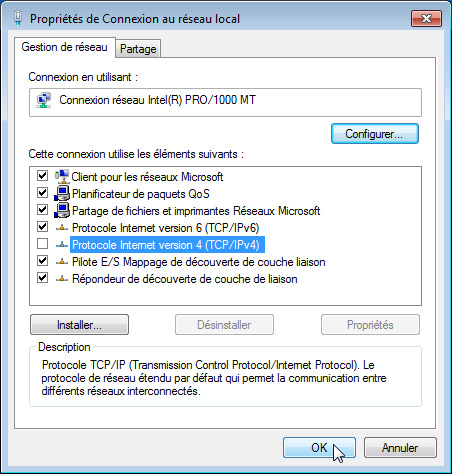 Propriétés de Connexion au réseau local
Gestion de réseau Partage
Connexion en utilisant :
Connexion réseau Intel(R) PRO/1000 MT
Configurer...
Cette connexion utilise les éléments suivants :
Client pour les réseaux Microsoft
Planificateur de paquets QoS
Partage de fichiers et imprimantes Réseaux Microsoft
Protocole Internet version 6 (TCP/IPv6)
Protocole Internet version 4 (TCP/IPv4)
Pilote E/S Mappage de découverte de couche liaison
Répondeur de découverte de couche de liaison
Installer... Désinstaller Propriétés
Description
Protocole TCP/IP (Transmission Control Protocol/Internet Protocol). Le
protocole de réseau étendu par défaut qui permet la communication entre
différents réseaux interconnectés.
OK Annuler